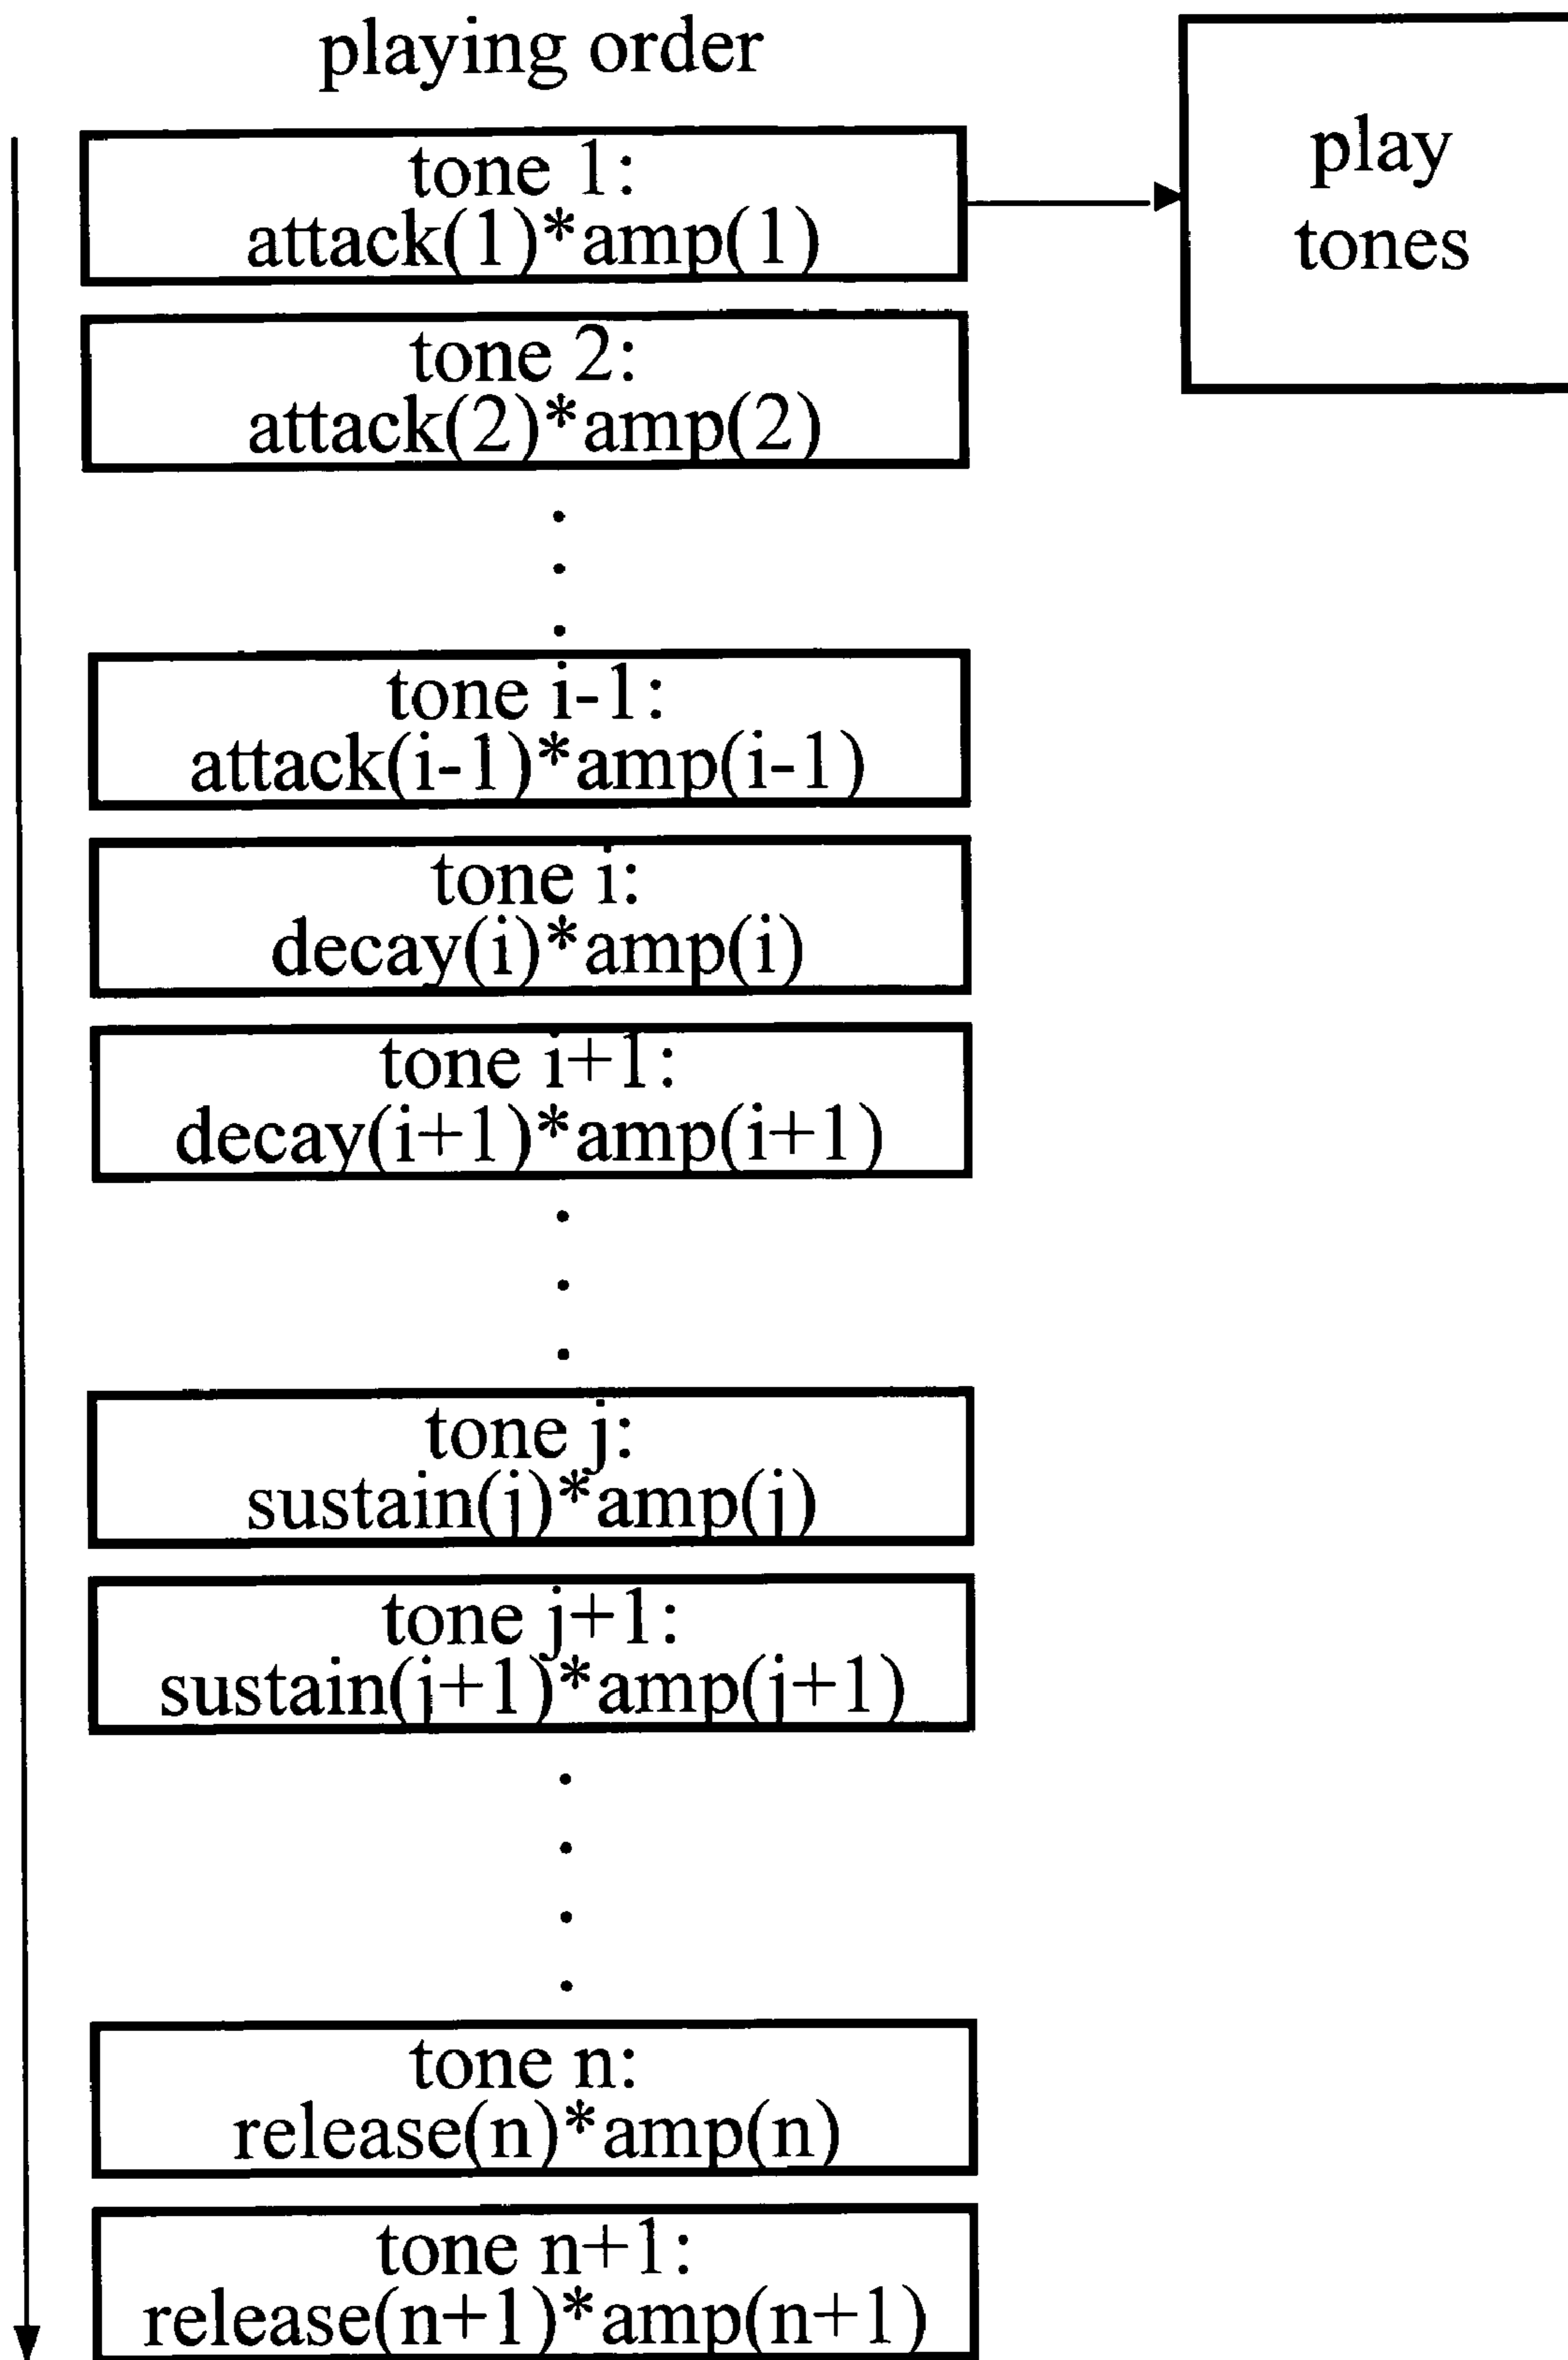 playing order
tone 1:
attack(1)*amp(1)
play
tones
tone 2:
attack(2)*amp(2)
tone i-1:
attack(i-1)*amp(i-1)
tone i:
decay(i)*amp(i)
tone i+1:
decay(i+1)*amp(i+1)
tone j:
sustain(j)*amp(j)
tone j+1:
sustain(j+1)*amp(j+1)
tone n:
release(n)*amp(n)
tone n+1:
release(n+1)*amp(n+1)